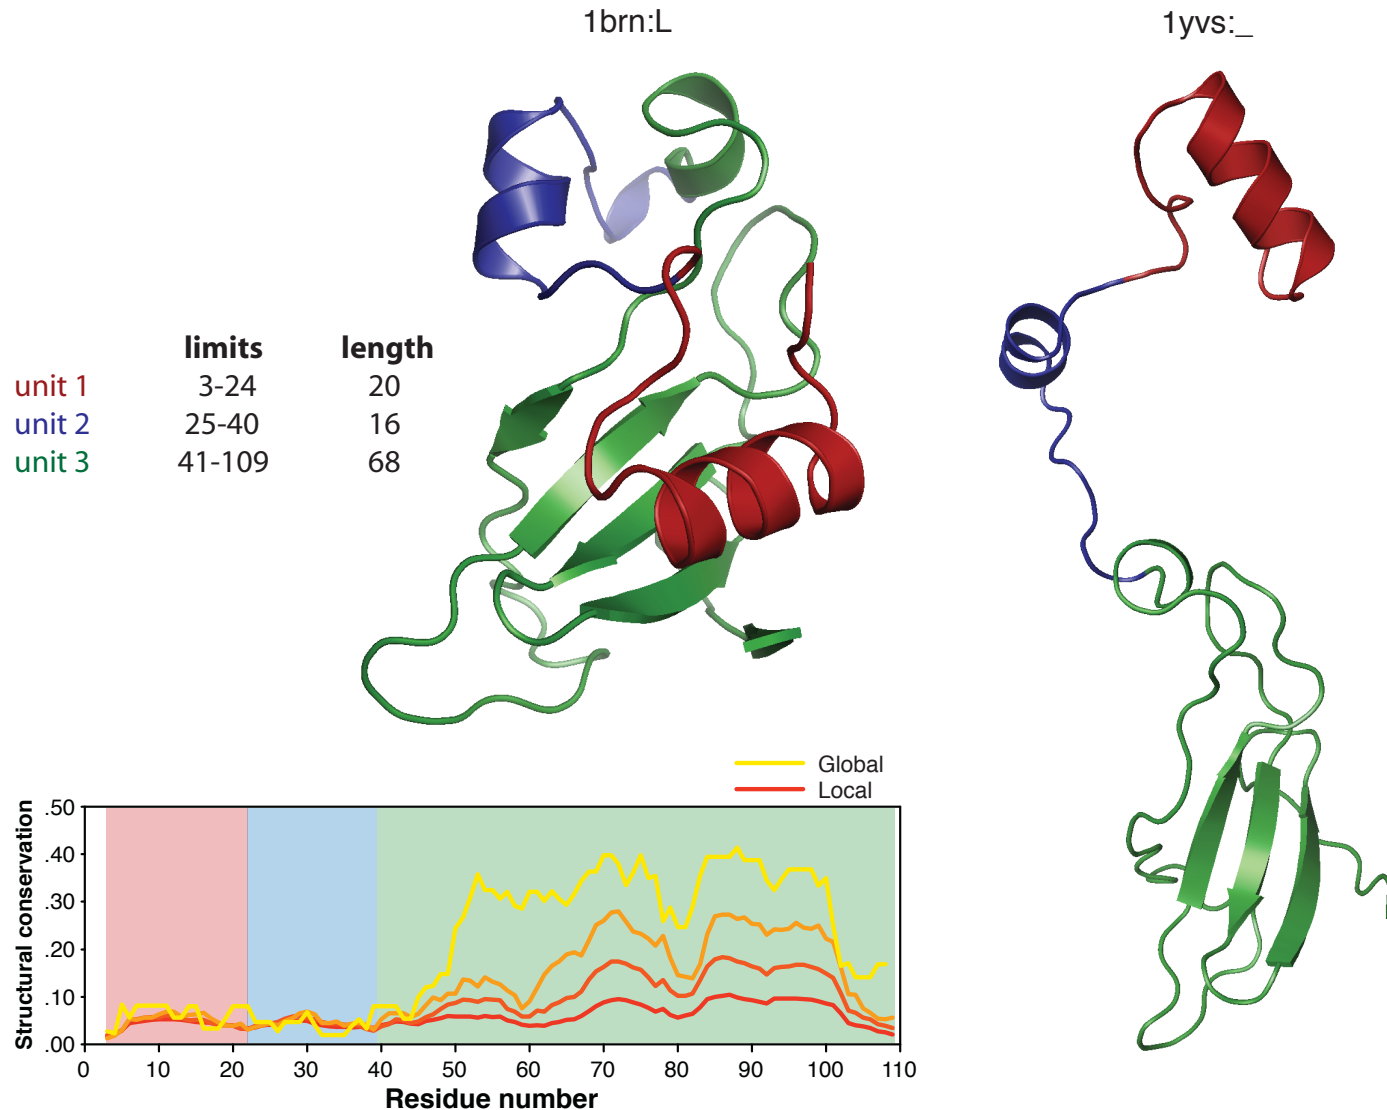 1brn:L
1yvs:_
limits length
unit 1 3-24 20
unit 2 25-40 16
unit 3 41-109 68
Global
Local
Structural conservation
.50
.40
.30
.20
.10
.00
0 10 20 30 40 50 60 70 80 90 100 110
Residue number